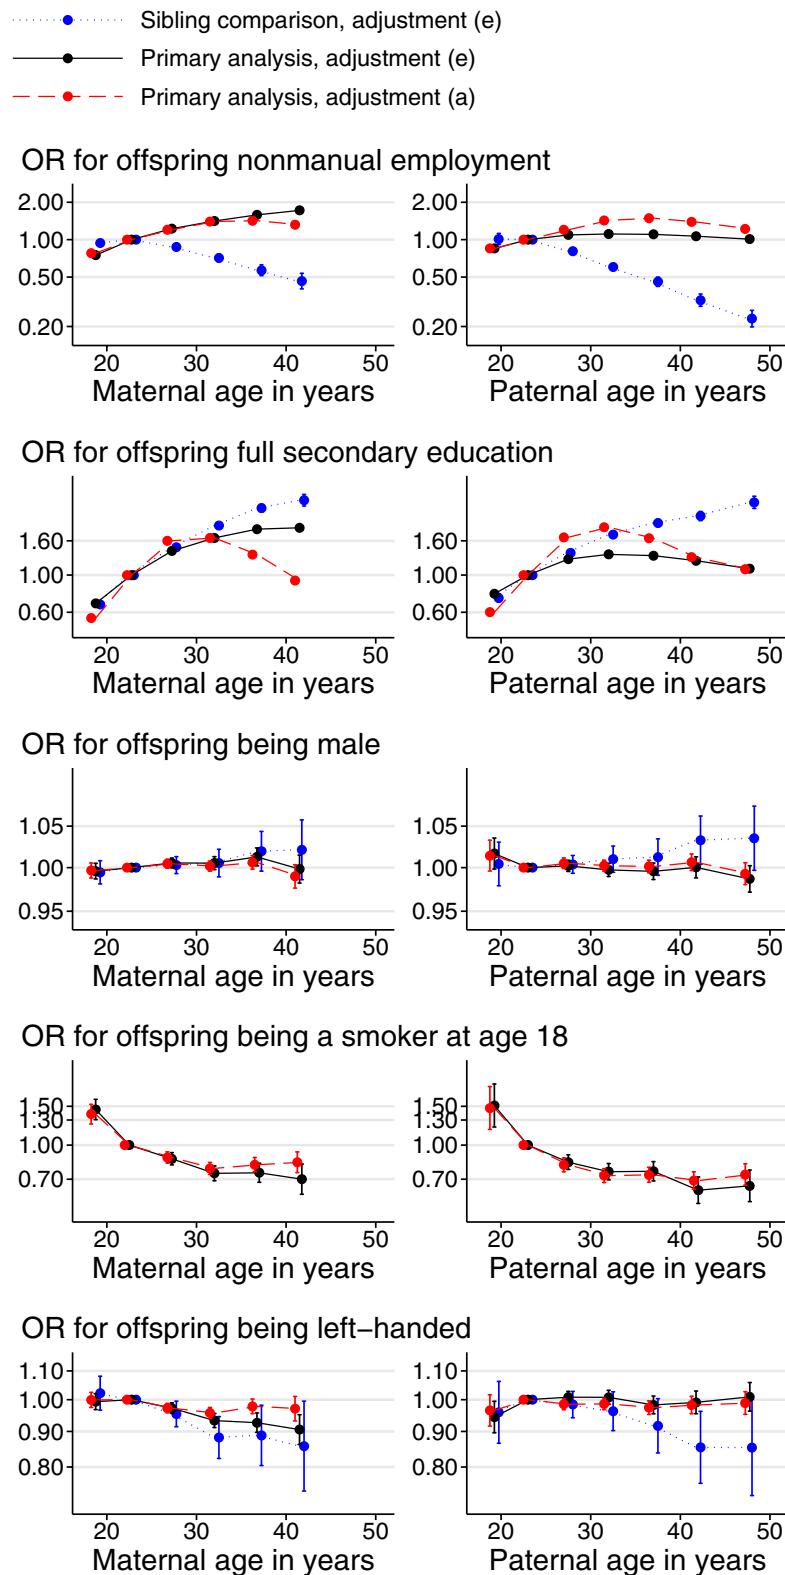 Sibling comparison, adjustment (e)
Primary analysis, adjustment (e)
Primary analysis, adjustment (a)
OR for offspring nonmanual employment
2.00
1.00
0.50
0.20
20 30 40 50
Maternal age in years
2.00
1.00
0.50
0.20
20 30 40 50
Paternal age in years
OR for offspring full secondary education
1.60
1.00
0.60
20 30 40 50
Maternal age in years
1.60
1.00
0.60
20 30 40 50
Paternal age in years
OR for offspring being male
1.05
1.00
0.95
20 30 40 50
Maternal age in years
1.05
1.00
0.95
20 30 40 50
Paternal age in years
OR for offspring being a smoker at age 18
1.50
1.30
1.00
0.70
20 30 40 50
Maternal age in years
1.50
1.30
1.00
0.70
20 30 40 50
Paternal age in years
OR for offspring being left−handed
1.10
1.00
0.90
0.80
20 30 40 50
Maternal age in years
1.10
1.00
0.90
0.80
20 30 40 50
Paternal age in years